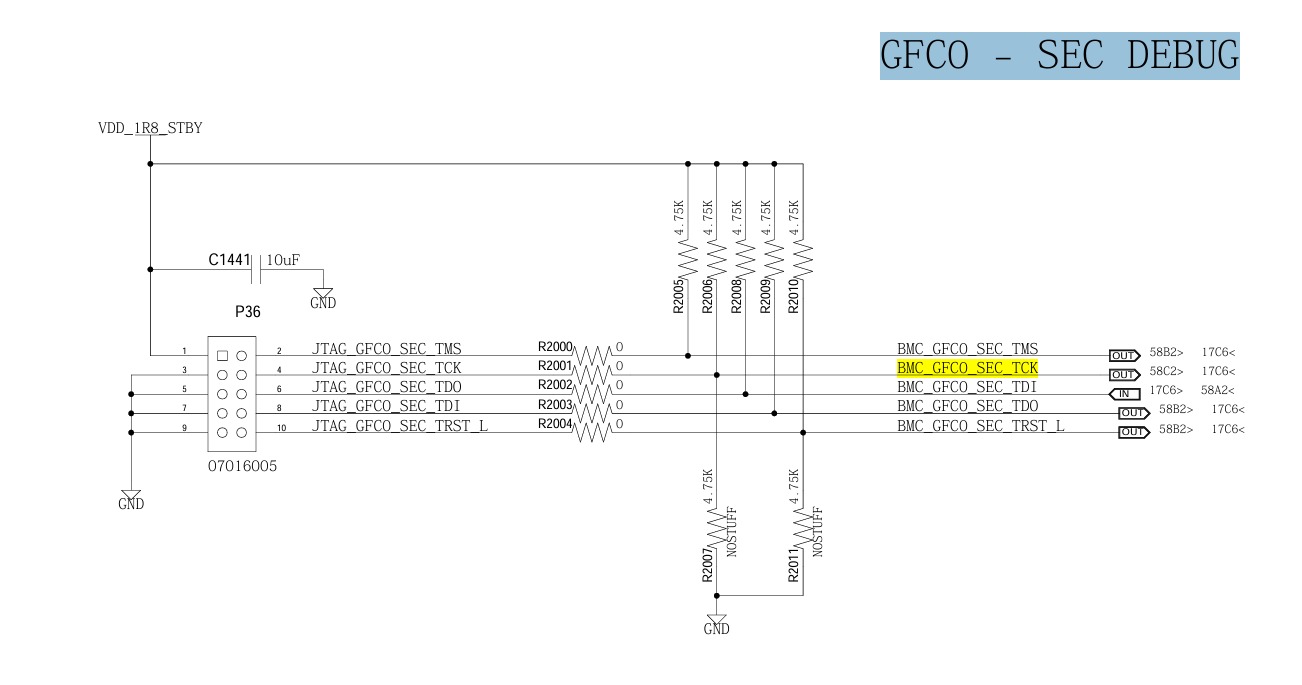 GFCO - SEC DEBUG
VDD_1R8_STBY
4.75K 4.75K 4.75K 4.75K 4.75K
R2005 R2006 R2008 R2009 R2010
C1441 10uF
GND
P36
1 2 JTAG_GFCO_SEC_TMS R2000 0 BMC_GFCO_SEC_TMS OUT 58B2> 17C6<
3 4 JTAG_GFCO_SEC_TCK R2001 0 BMC_GFCO_SEC_TCK OUT 58C2> 17C6<
5 6 JTAG_GFCO_SEC_TDO R2002 0 BMC_GFCO_SEC_TDI IN 17C6> 58A2<
7 8 JTAG_GFCO_SEC_TDI R2003 0 BMC_GFCO_SEC_TDO OUT 58B2> 17C6<
9 10 JTAG_GFCO_SEC_TRST_L R2004 0 BMC_GFCO_SEC_TRST_L OUT 58B2> 17C6<
07016005
GND
4.75K 4.75K
NOSTUFF NOSTUFF
R2007 R2011
GND